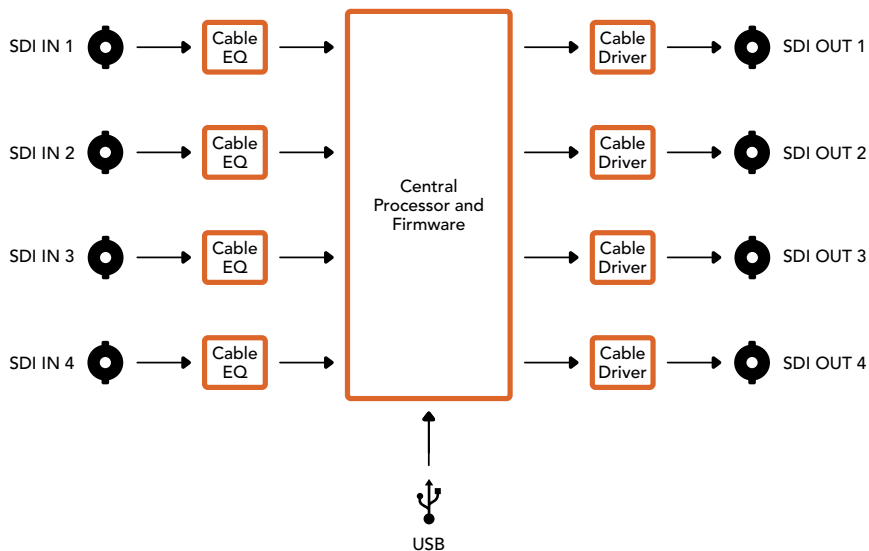 SDI IN 1
Cable
EQ
Cable
Driver
SDI OUT 1
SDI IN 2
Cable
EQ
Cable
Driver
SDI OUT 2
Central
Processor and
Firmware
SDI IN 3
Cable
EQ
Cable
Driver
SDI OUT 3
SDI IN 4
Cable
EQ
Cable
Driver
SDI OUT 4
USB